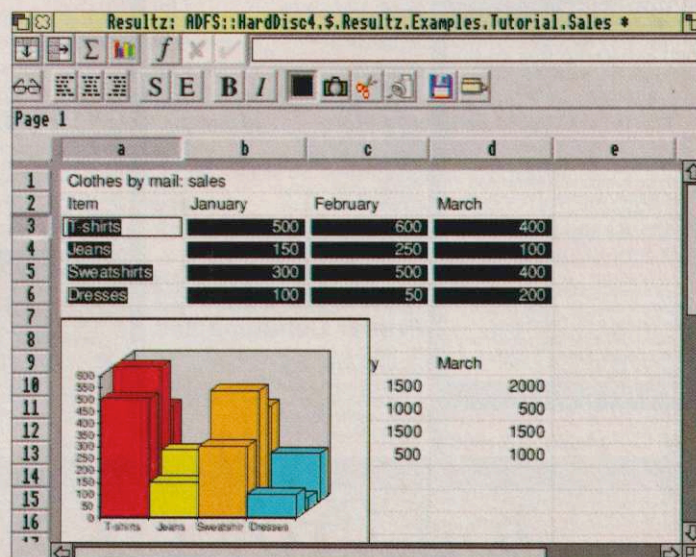 Resultz: ADFS::HardDisc4.$.Resultz.Examples.Tutorial.Sales *
Σ f
S E B I
Page 1
a b c d e
1 Clothes by mail: sales
2 Item January February March
3 T-shirts 500 600 400
4 Jeans 150 250 100
5 Sweatshirts 300 500 400
6 Dresses 100 50 200
7
8
9 y March
10 1500 2000
11 1000 500
12 1500 1500
13 500 1000
14
15
16
17
600
550
500
450
400
350
300
250
200
150
100
50
0
T-shirts Jeans Sweatshir Dresses